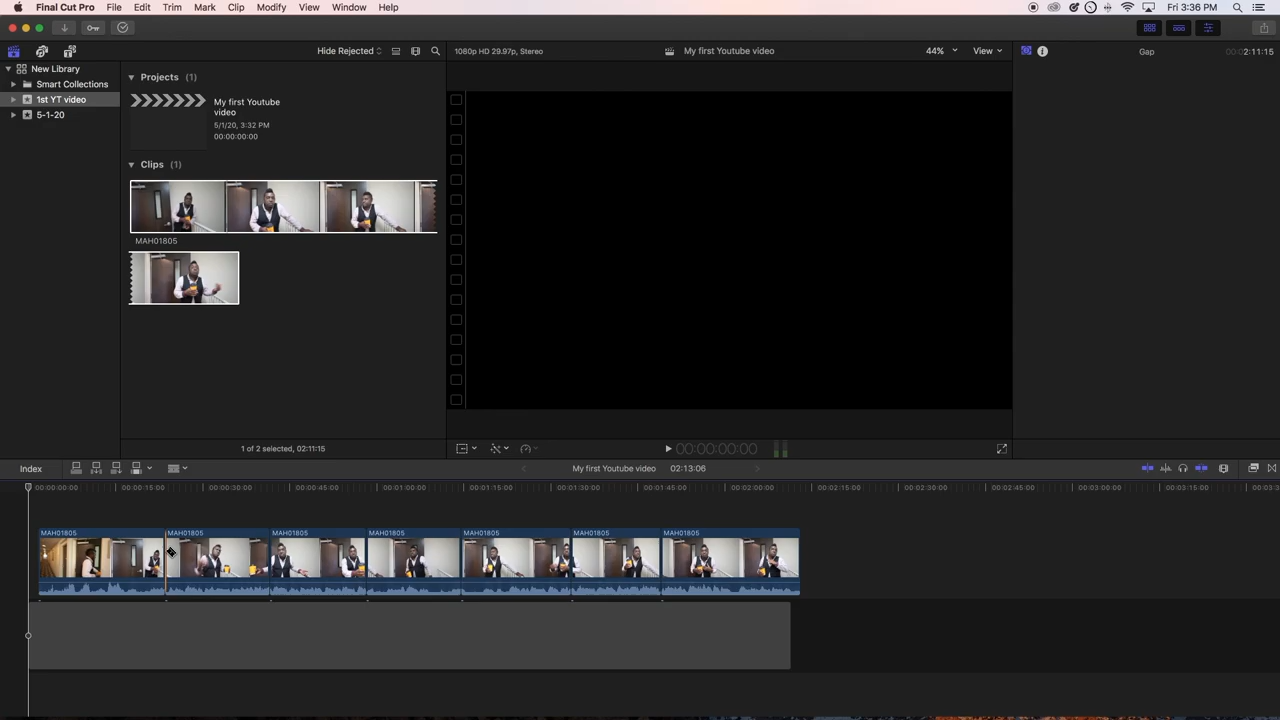 Final Cut Pro File Edit Trim Mark Clip Modify View Window Help
Fri 3:36 PM
Hide Rejected
1080p HD 29.97p, Stereo
My first Youtube video
44%
View
Gap
2:11:15
New Library
Smart Collections
1st YT video
5-1-20
Projects (1)
My first Youtube
video
5/1/20, 3:32 PM
00:00:00:00
Clips (1)
MAH01805
1 of 2 selected, 02:11:15
00:00:00:00
Index
My first Youtube video
02:13:06
00:00:00:00 00:00:15:00 00:00:30:00 00:00:45:00 00:01:00:00 00:01:15:00 00:01:30:00 00:01:45:00 00:02:00:00 00:02:15:00 00:02:30:00 00:02:45:00 00:03:00:00 00:03:15:00
MAH01805 MAH01805 MAH01805 MAH01805 MAH01805 MAH01805 MAH01805